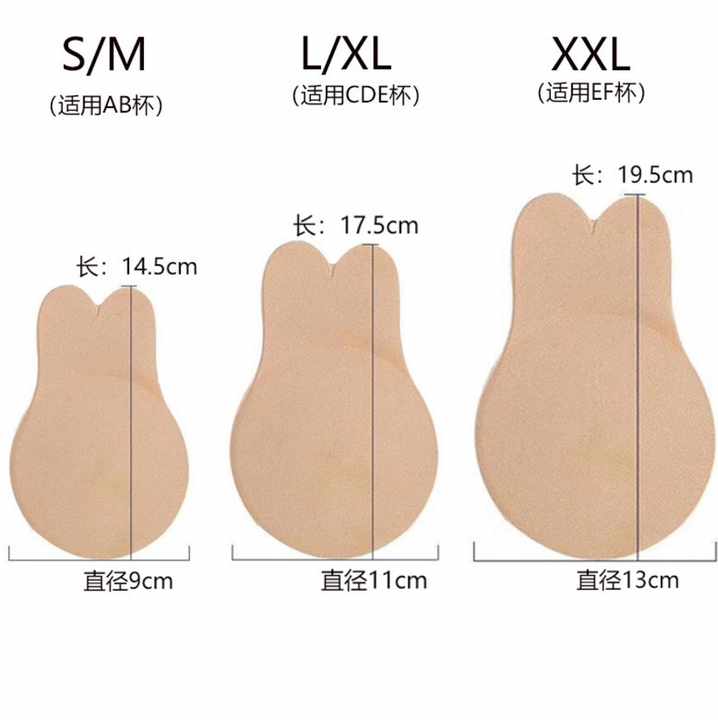 S/M
（适用AB杯）
L/XL
（适用CDE杯）
XXL
（适用EF杯）
长：14.5cm
长：17.5cm
长：19.5cm
直径9cm
直径11cm
直径13cm